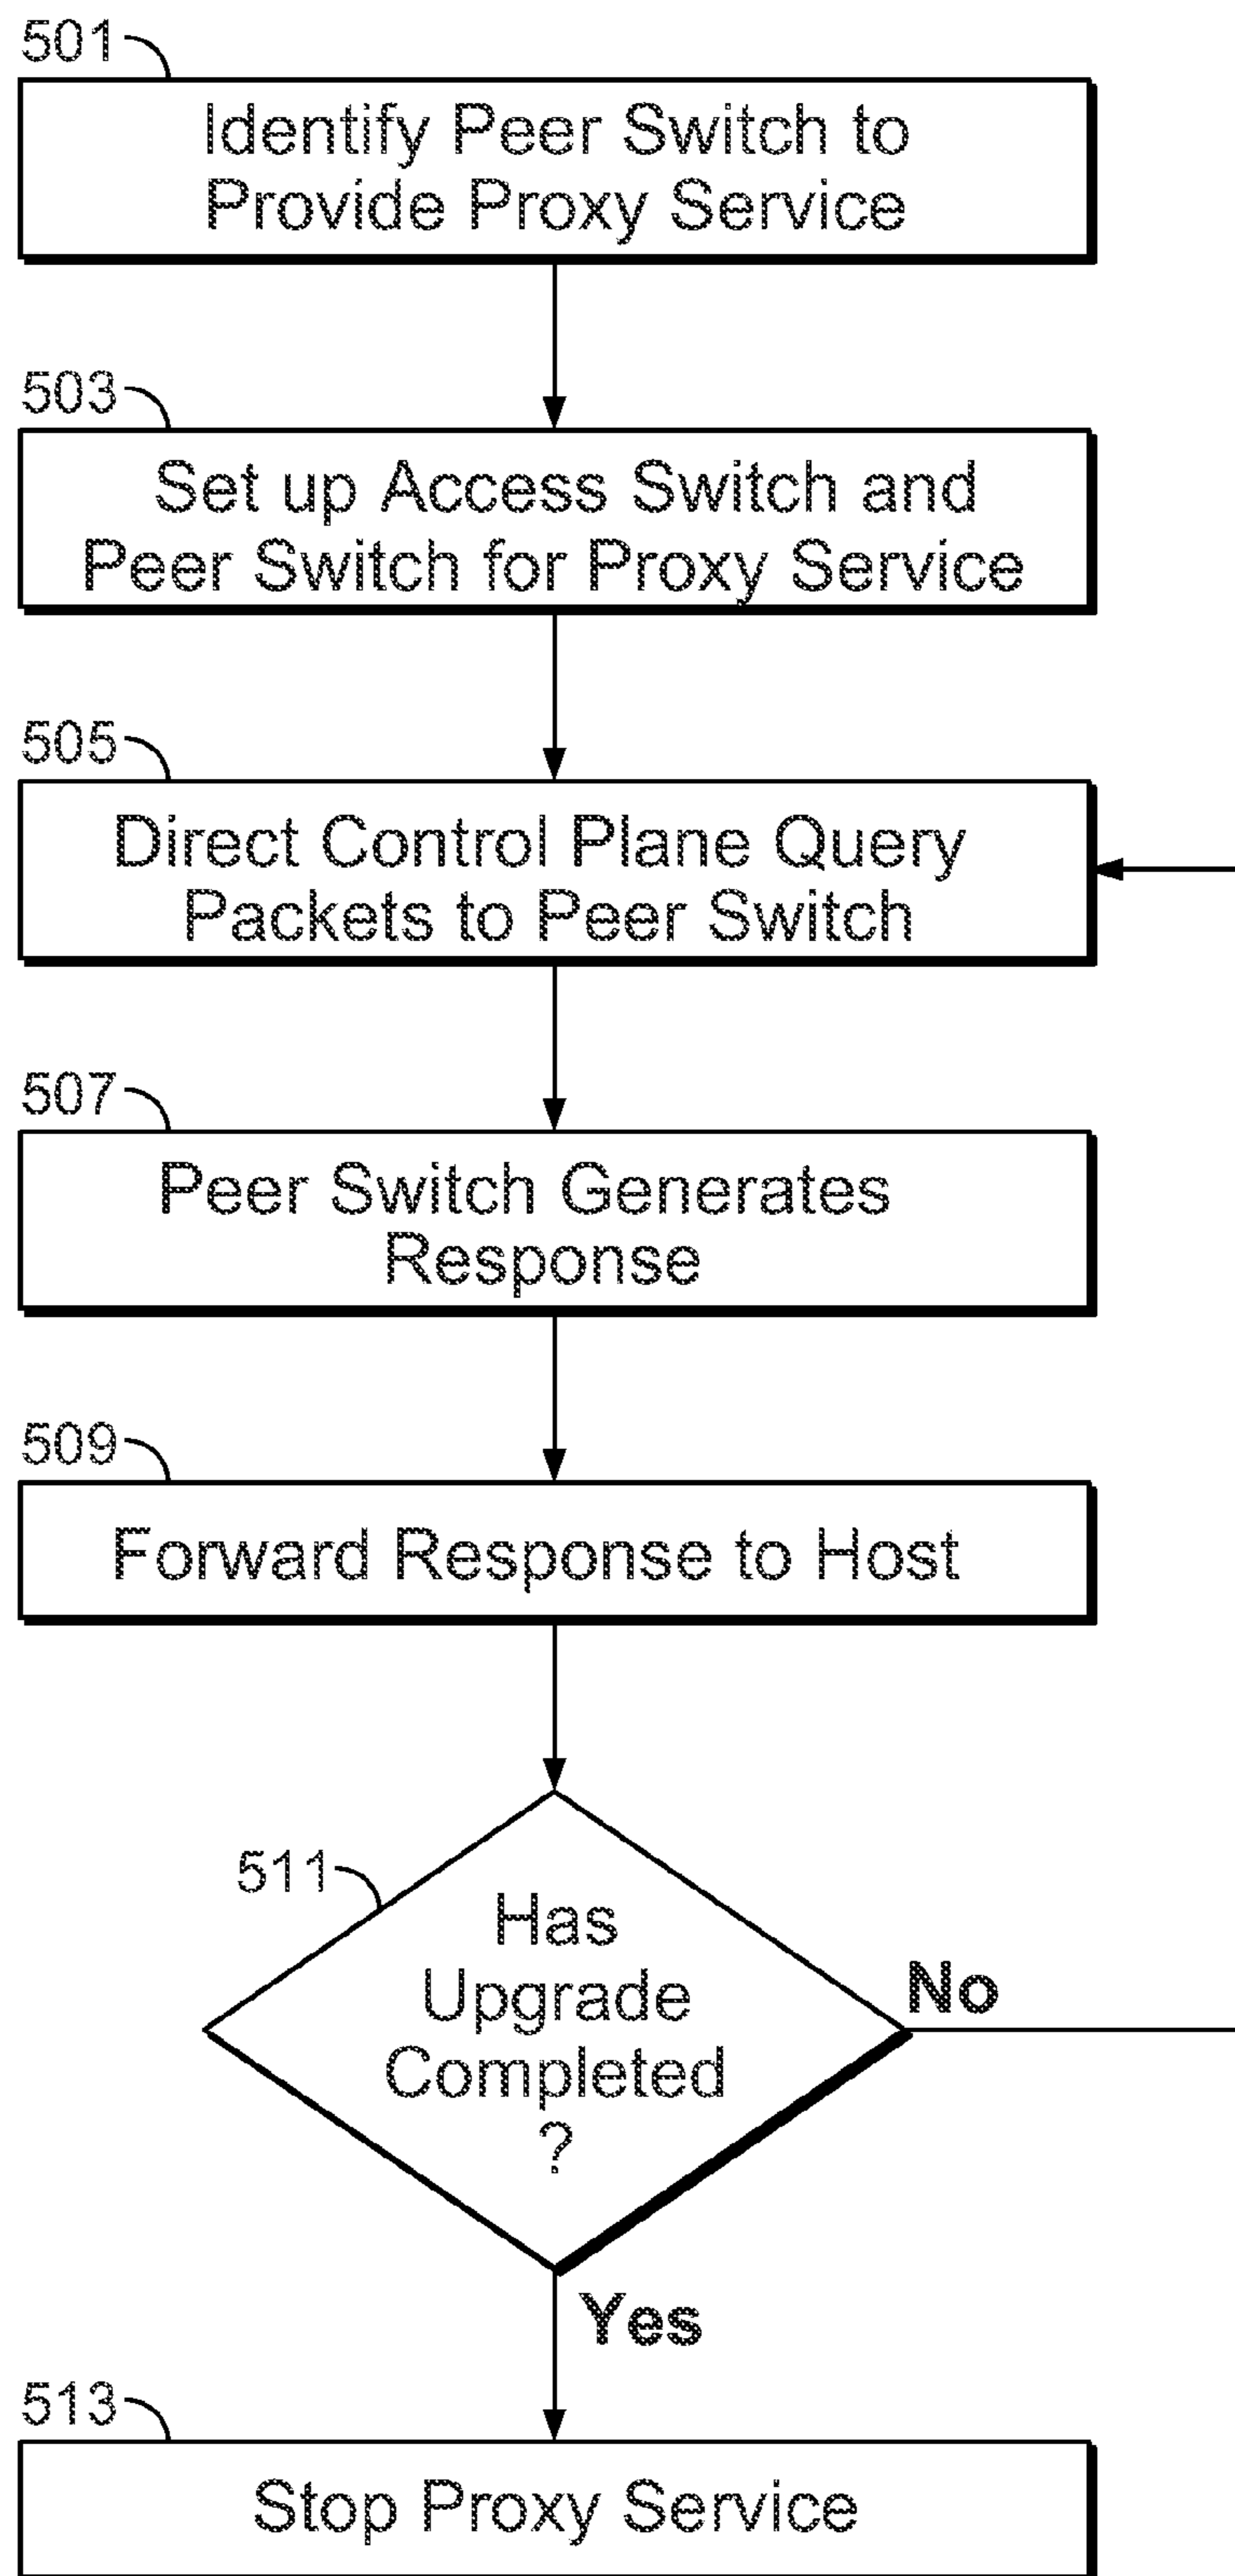 501
Identify Peer Switch to
Provide Proxy Service
503
Set up Access Switch and
Peer Switch for Proxy Service
505
Direct Control Plane Query
Packets to Peer Switch
507
Peer Switch Generates
Response
509
Forward Response to Host
511
Has
Upgrade
Completed
?
No
Yes
513
Stop Proxy Service